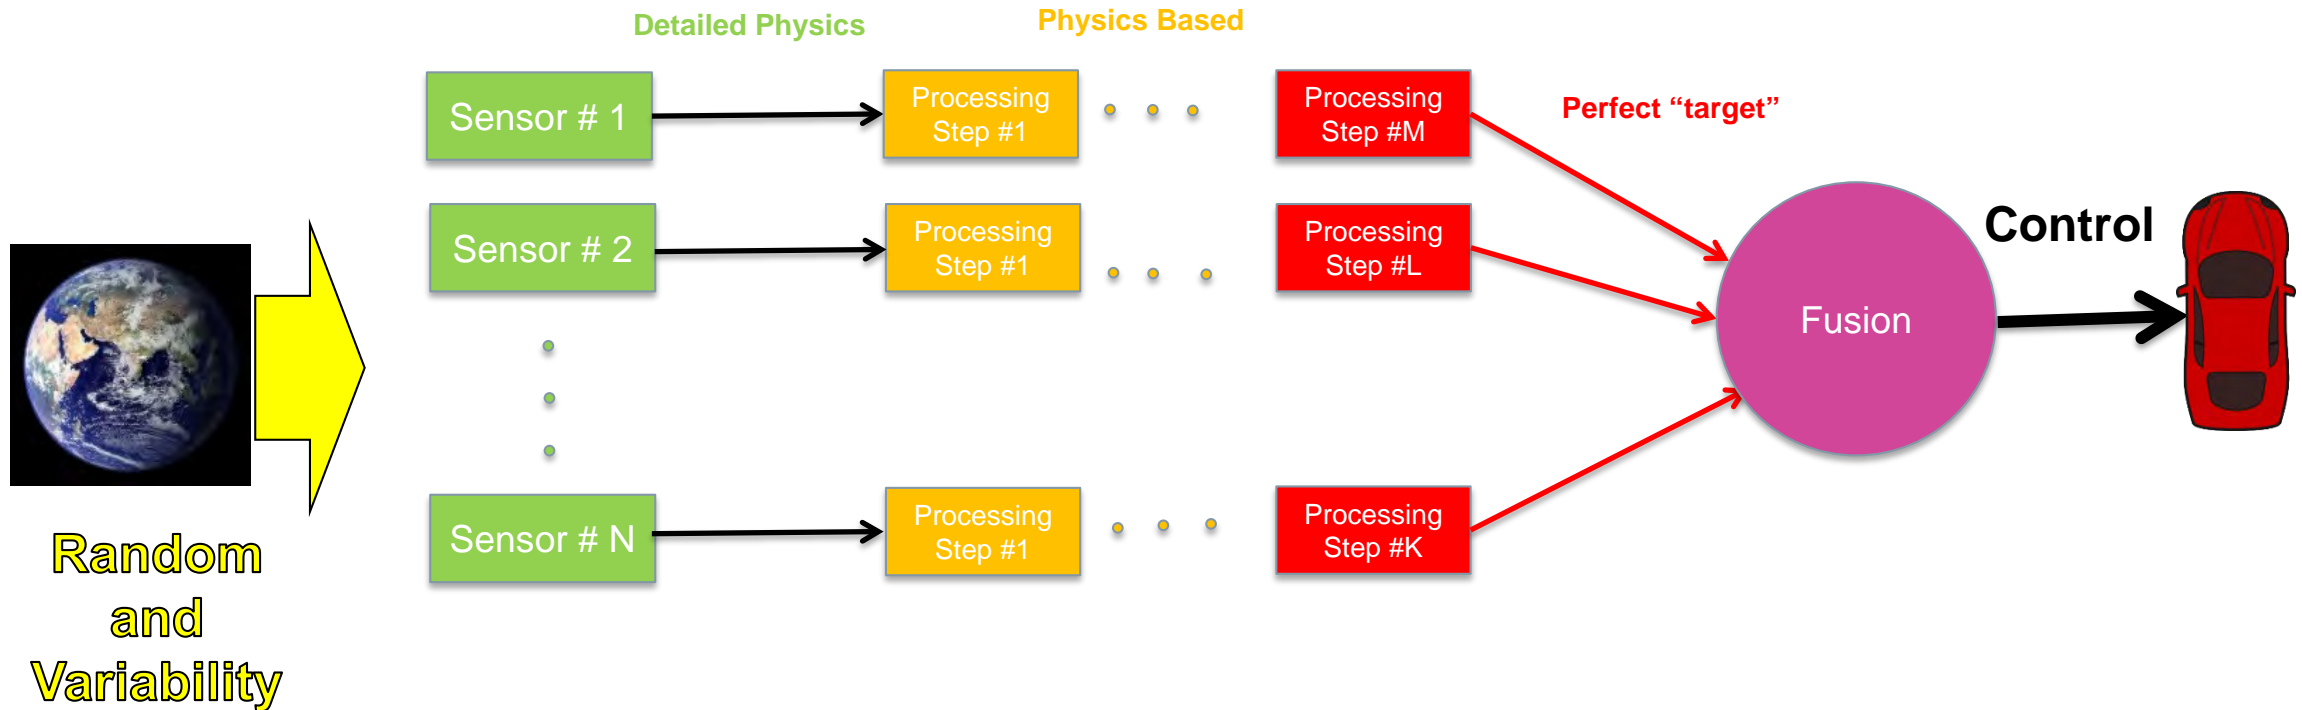 Detailed Physics
Physics Based
Sensor # 1
Processing
Step #1
Processing
Step #M
Perfect “target”
Sensor # 2
Processing
Step #1
Processing
Step #L
Control
Fusion
Sensor # N
Processing
Step #1
Processing
Step #K
Random
and
Variability